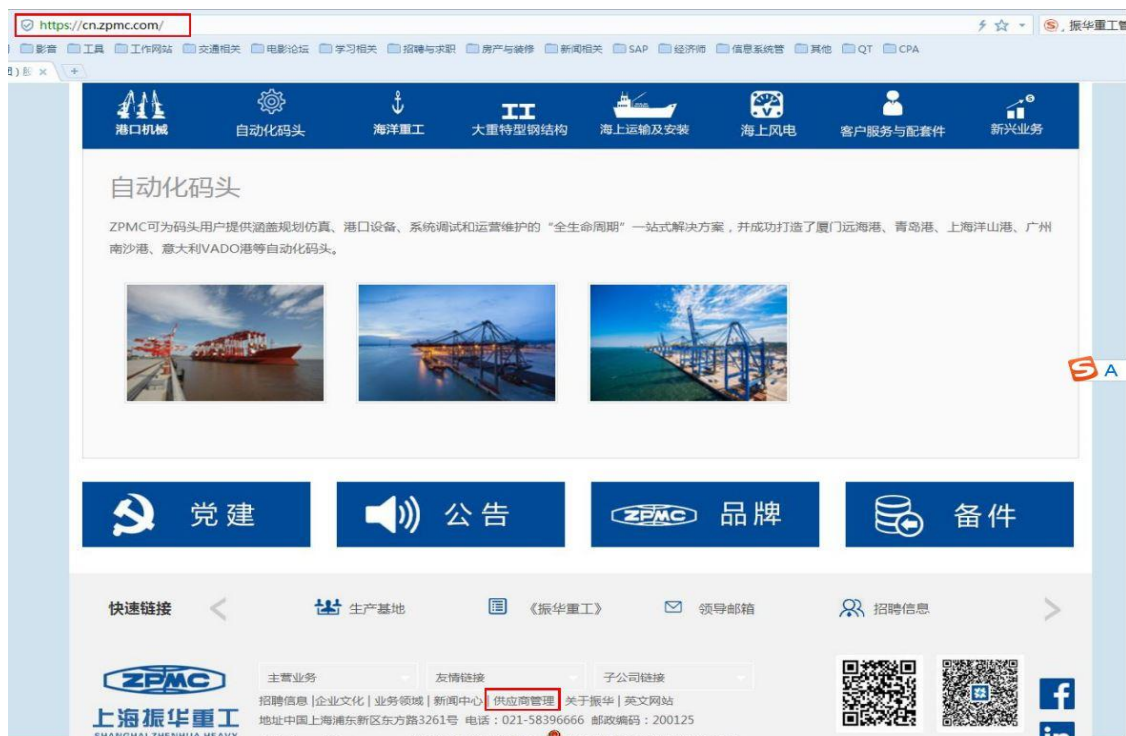 https://cn.zpmc.com/
振华重工管
影音 工具 工作网站 交通相关 电影论坛 学习相关 招聘与求职 房产与装修 新闻相关 SAP 经济师 信息系统管 其他 QT CPA
港口机械 自动化码头 海洋重工 大重特型钢结构 海上运输及安装 海上风电 客户服务与配套件 新兴业务
自动化码头
ZPMC可为码头用户提供涵盖规划仿真、港口设备、系统调试和运营维护的“全生命周期”一站式解决方案，并成功打造了厦门远海港、青岛港、上海洋山港、广州
南沙港、意大利VADO港等自动化码头。
S A
党建 公告 ZPMC 品牌 备件
快速链接 生产基地 《振华重工》 领导邮箱 招聘信息
ZPMC
主营业务 友情链接 子公司链接
招聘信息|企业文化|业务领域|新闻中心|供应商管理|关于振华|英文网站
上海振华重工
地址中国上海浦东新区东方路3261号 电话：021-58396666 邮政编码：200125
SHANGHAI ZHENHUA HEAVY
f
in